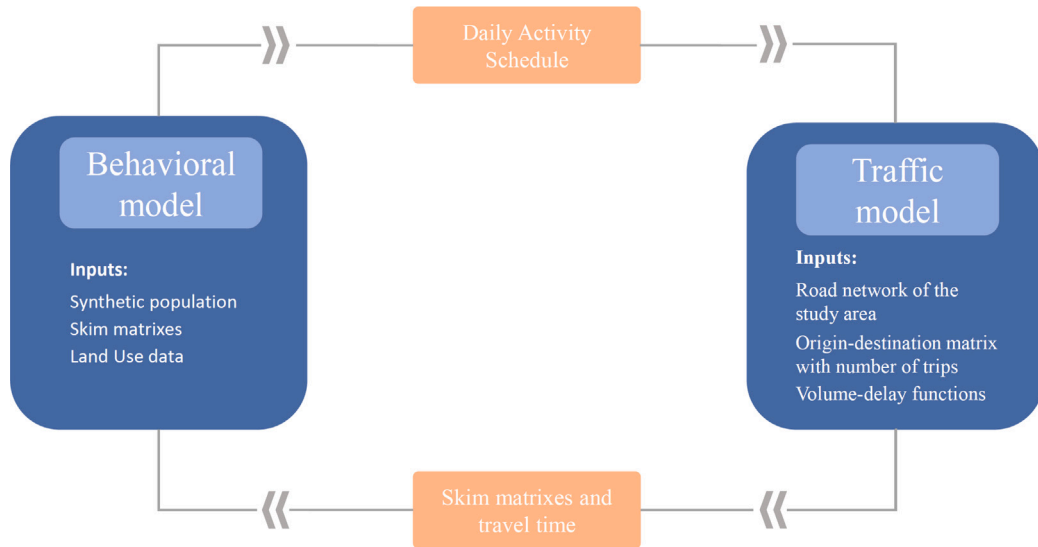 Daily Activity
Schedule
Behavioral
model
Inputs:
Synthetic population
Skim matrixes
Land Use data
Traffic
model
Inputs:
Road network of the
study area
Origin-destination matrix
with number of trips
Volume-delay functions
Skim matrixes and
travel time